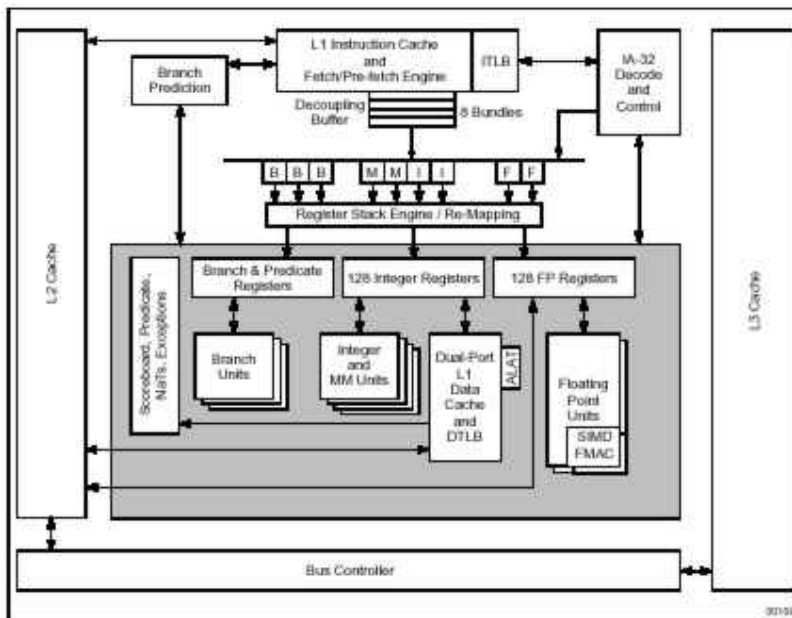 L1 Instruction Cache
and
Fetch/Pre-fetch Engine
ITLB
IA-32
Decode
and
Control
Branch
Prediction
Decoupling
Buffer
8 Bundles
B B B M M I I F F
Register Stack Engine / Re-Mapping
L2 Cache
L3 Cache
Branch & Predicate
Registers
128 Integer Registers
128 FP Registers
Scoreboard, Predicate,
NaTs, Exceptions
Branch
Units
Integer
and
MM Units
Dual-Port
L1
Data
Cache
and
DTLB
ALAT
Floating
Point
Units
SIMD
FMAC
Bus Controller